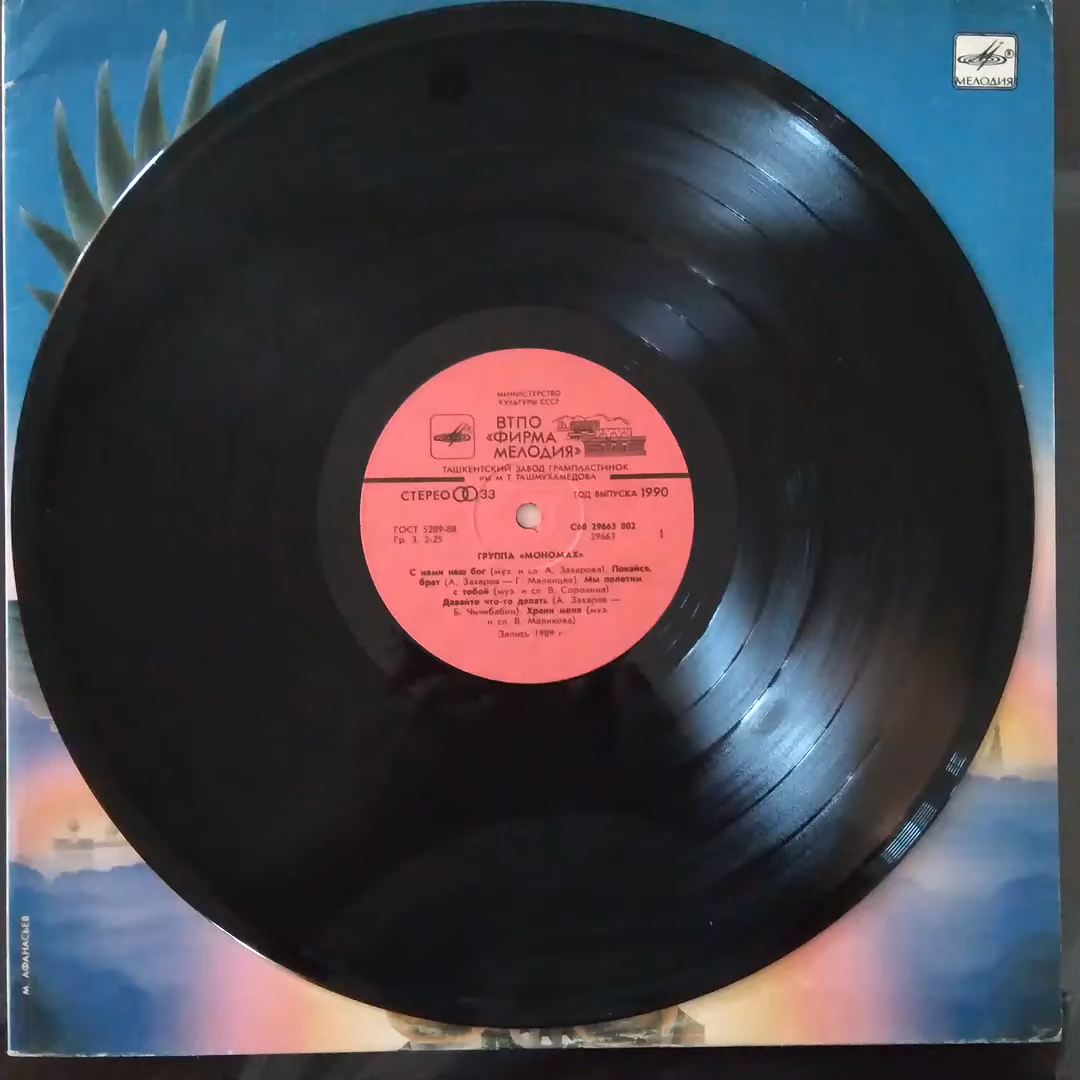 МЕЛОДИЯ
МИНИСТЕРСТВО
КУЛЬТУРЫ СССР
ВТПО
«ФИРМА
МЕЛОДИЯ»
ТАШКЕНТСКИЙ ЗАВОД ГРАМПЛАСТИНОК
им М Т ТАШМУХАМЕДОВА
СТЕРЕО 33
ГОД ВЫПУСКА 1990
ГОСТ 5289-88
Гр. 3. 2-25
С60 29663 002
29663
1
ГРУППА «МОНОМАХ»
С нами наш бог (муз. и сл. А. Захарова). Покайся,
брат (А. Захаров — Г. Малянцев) Мы полетим
с тобой (муз. и сл. В. Сорокина)
Давайте что-то делать (А. Захаров —
Б. Чичибабин). Храни меня (муз.
и сл. В. Маликова)
Запись 1989 г.
М. АФАНАСЬЕВ